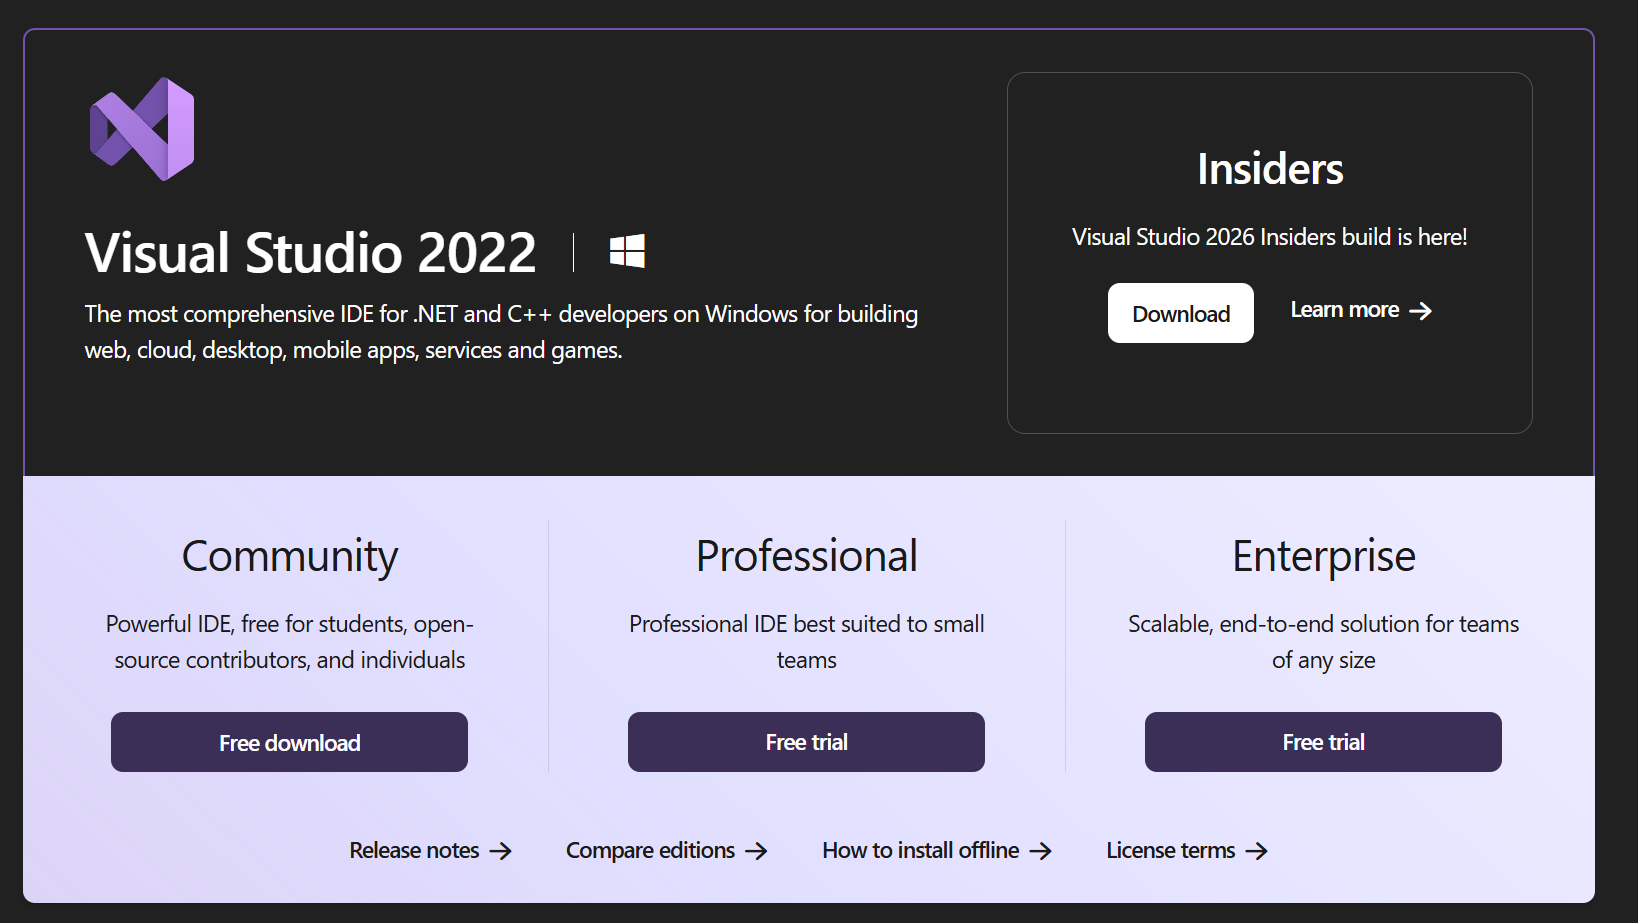 Visual Studio 2022
The most comprehensive IDE for .NET and C++ developers on Windows for building
web, cloud, desktop, mobile apps, services and games.
Insiders
Visual Studio 2026 Insiders build is here!
Download
Learn more →
Community
Powerful IDE, free for students, open-
source contributors, and individuals
Free download
Professional
Professional IDE best suited to small
teams
Free trial
Enterprise
Scalable, end-to-end solution for teams
of any size
Free trial
Release notes →
Compare editions →
How to install offline →
License terms →